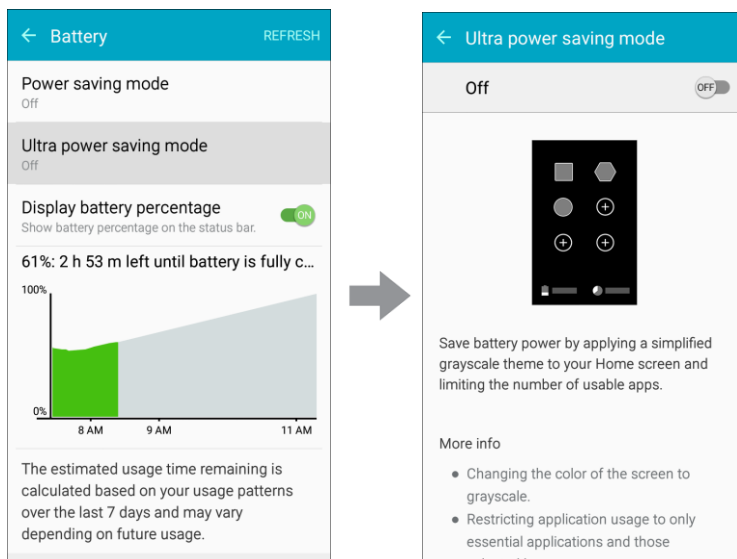 Battery
REFRESH
Power saving mode
Off
Ultra power saving mode
Off
Display battery percentage
ON
Show battery percentage on the status bar.
61%: 2 h 53 m left until battery is fully c...
100%
0%
8 AM 9 AM 11 AM
The estimated usage time remaining is
calculated based on your usage patterns
over the last 7 days and may vary
depending on future usage.
Ultra power saving mode
Off
OFF
Save battery power by applying a simplified
grayscale theme to your Home screen and
limiting the number of usable apps.
More info
• Changing the color of the screen to
grayscale.
• Restricting application usage to only
essential applications and those